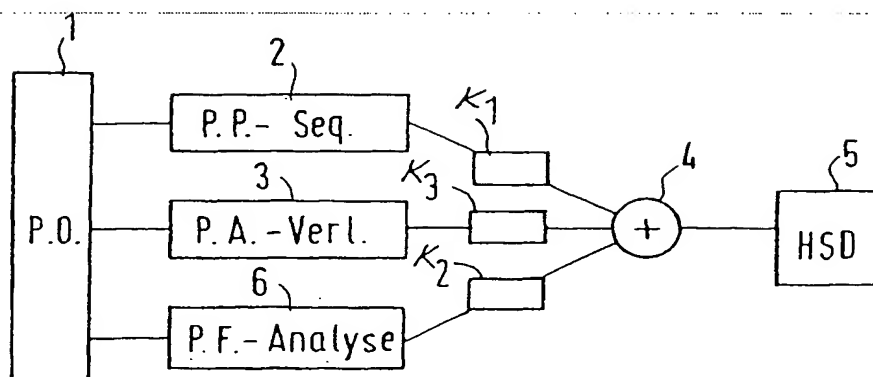 1
2
P.P.- Seq.
K1
3
P.A.-Verl.
K3
4
+
5
HSD
P.O.
6
P.F.-Analyse
K2